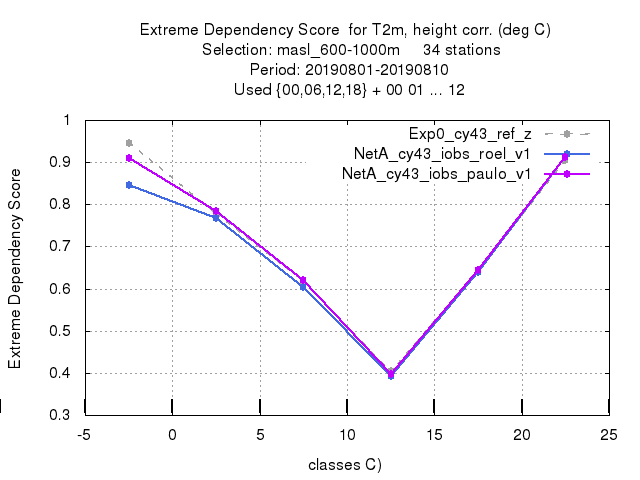 Extreme Dependency Score  for T2m, height corr. (deg C)
Selection: masl_600-1000m     34 stations
Period: 20190801-20190810
Used {00,06,12,18} + 00 01 ... 12
Exp0_cy43_ref_z
NetA_cy43_iobs_roel_v1
NetA_cy43_iobs_paulo_v1
Extreme Dependency Score
1
0.9
0.8
0.7
0.6
0.5
0.4
0.3
-5 0 5 10 15 20 25
classes C)